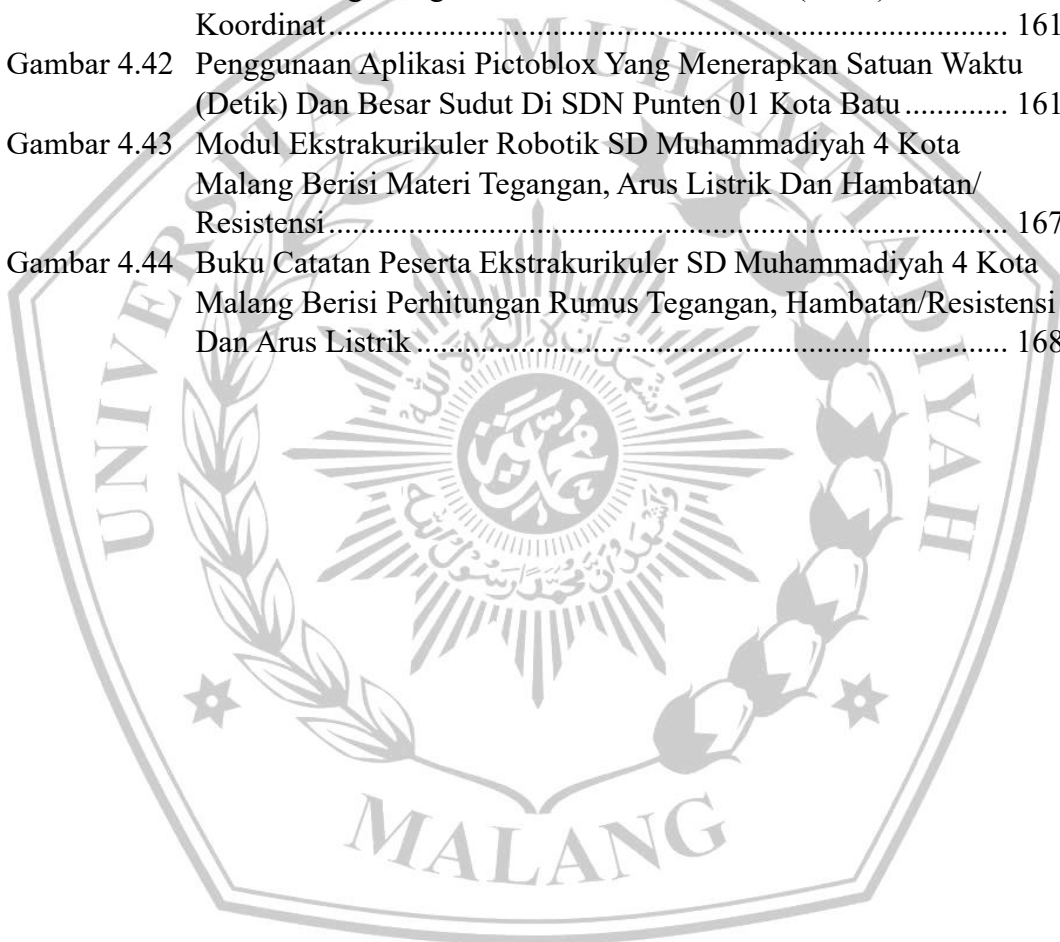 Koordinat.......................................................................................... 161
Gambar 4.42 Penggunaan Aplikasi Pictoblox Yang Menerapkan Satuan Waktu
(Detik) Dan Besar Sudut Di SDN Punten 01 Kota Batu ............. 161
Gambar 4.43 Modul Ekstrakurikuler Robotik SD Muhammadiyah 4 Kota
Malang Berisi Materi Tegangan, Arus Listrik Dan Hambatan/
Resistensi.......................................................................................... 167
Gambar 4.44 Buku Catatan Peserta Ekstrakurikuler SD Muhammadiyah 4 Kota
Malang Berisi Perhitungan Rumus Tegangan, Hambatan/Resistensi
Dan Arus Listrik .............................................................................. 168
UNIVERSITAS MUHAMMADIYAH
MALANG